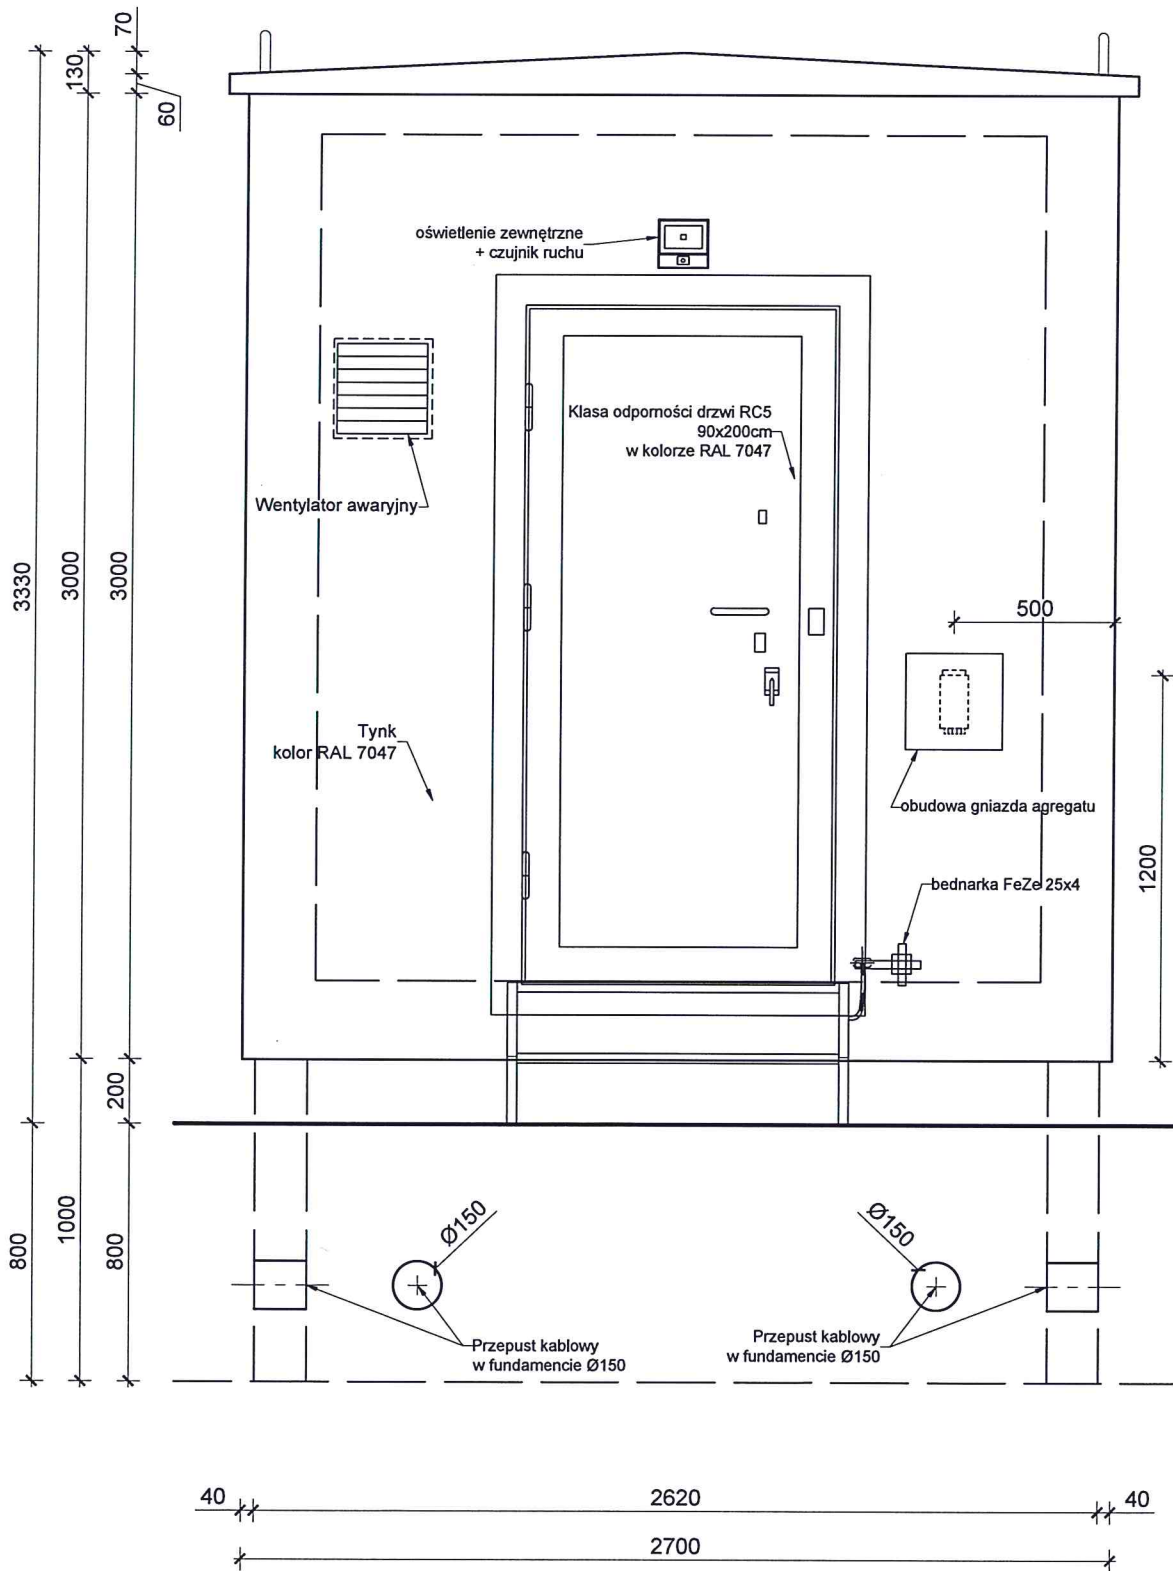 70
130
60
oświetlenie zewnętrzne
+ czujnik ruchu
Klasa odporności drzwi RC5
90x200cm
w kolorze RAL 7047
Wentylator awaryjny
3330
3000
3000
500
Tynk
kolor RAL 7047
obudowa gniazda agregatu
1200
bednarka FeZe 25x4
200
800
1000
800
Ø150
Ø150
Przepust kablowy
w fundamencie Ø150
Przepust kablowy
w fundamencie Ø150
40
2620
40
2700